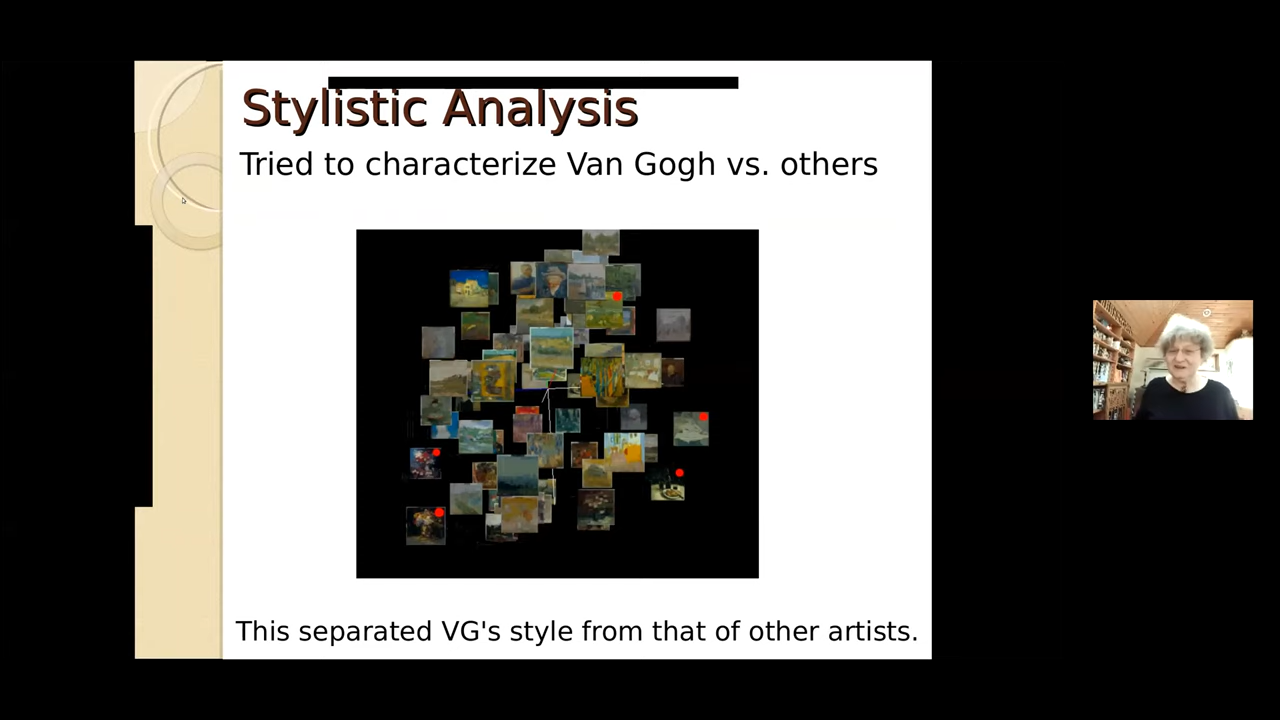 Stylistic Analysis
Tried to characterize Van Gogh vs. others
This separated VG's style from that of other artists.